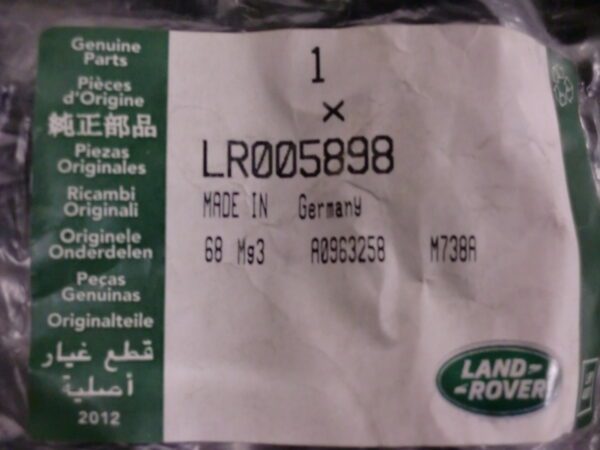 Genuine
Parts
Pièces
d'Origine
純正部品
Piezas
Originales
Ricambi
Originali
Originele
Onderdelen
Peças
Genuinas
Originalteile
قطع غيار
أصلية
2012
1
×
LR005898
MADE IN Germany
68 Mg3 A0963258 M738A
LAND
ROVER